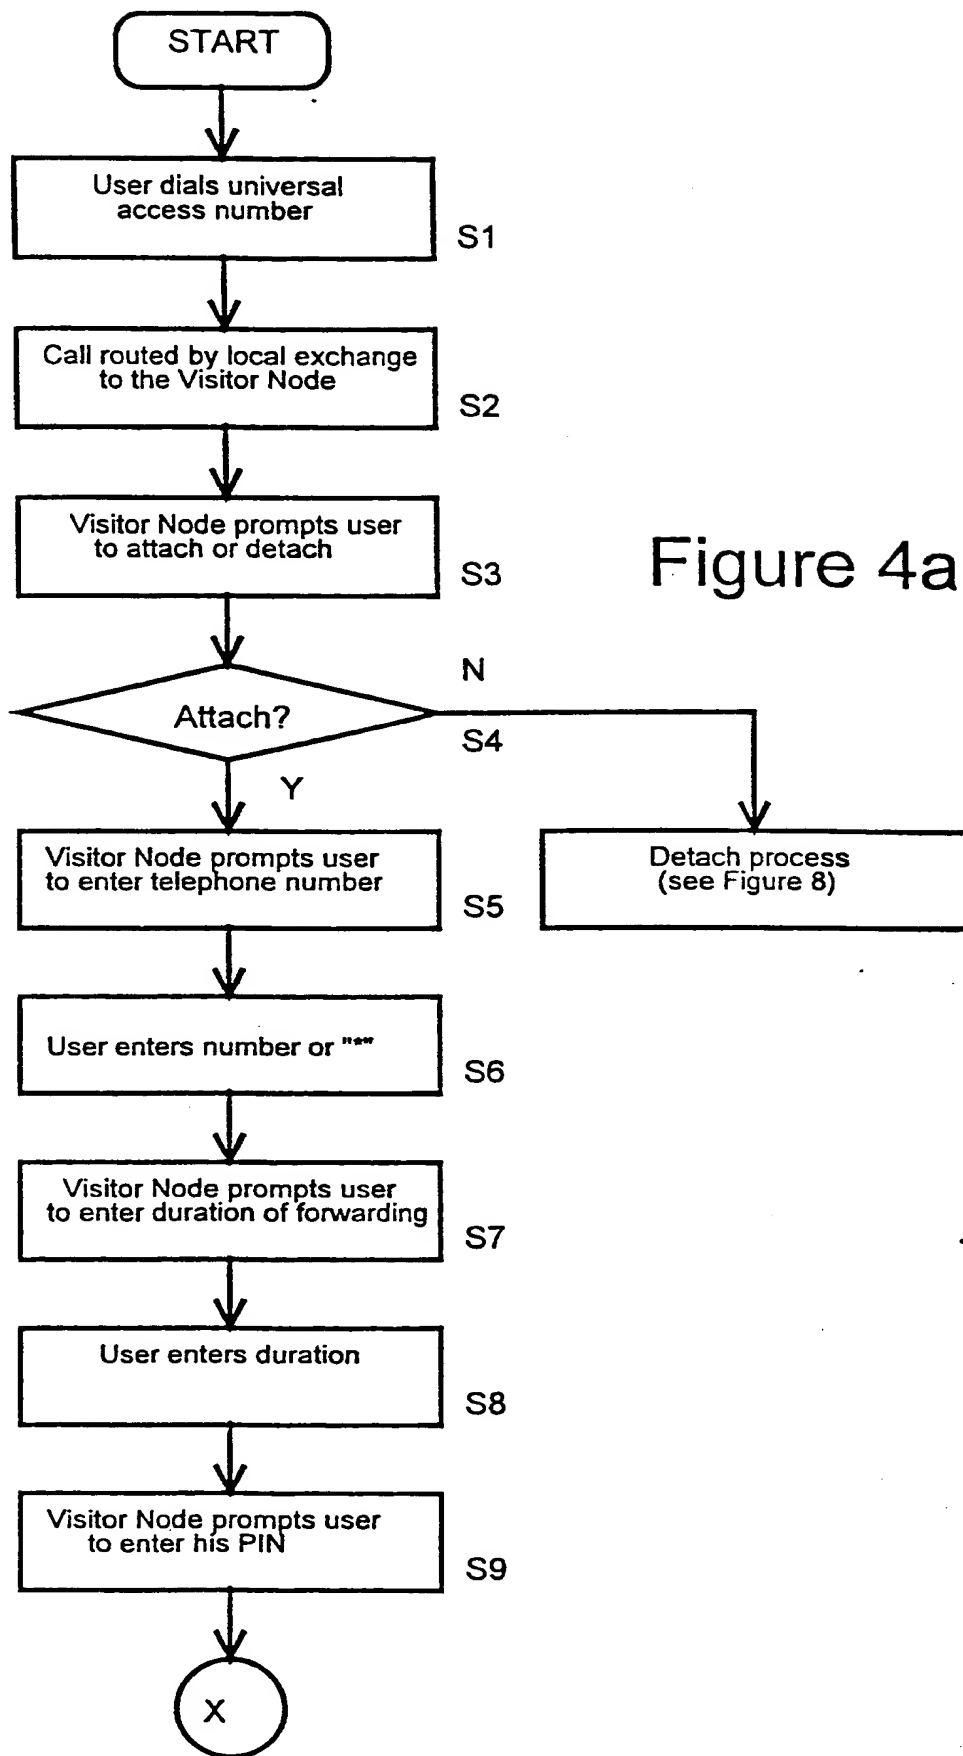 START
User dials universal
access number
S1
Call routed by local exchange
to the Visitor Node
S2
Visitor Node prompts user
to attach or detach
S3
Figure 4a
Attach?
N
S4
Y
Visitor Node prompts user
to enter telephone number
S5
Detach process
(see Figure 8)
User enters number or "*"
S6
Visitor Node prompts user
to enter duration of forwarding
S7
User enters duration
S8
Visitor Node prompts user
to enter his PIN
S9
X